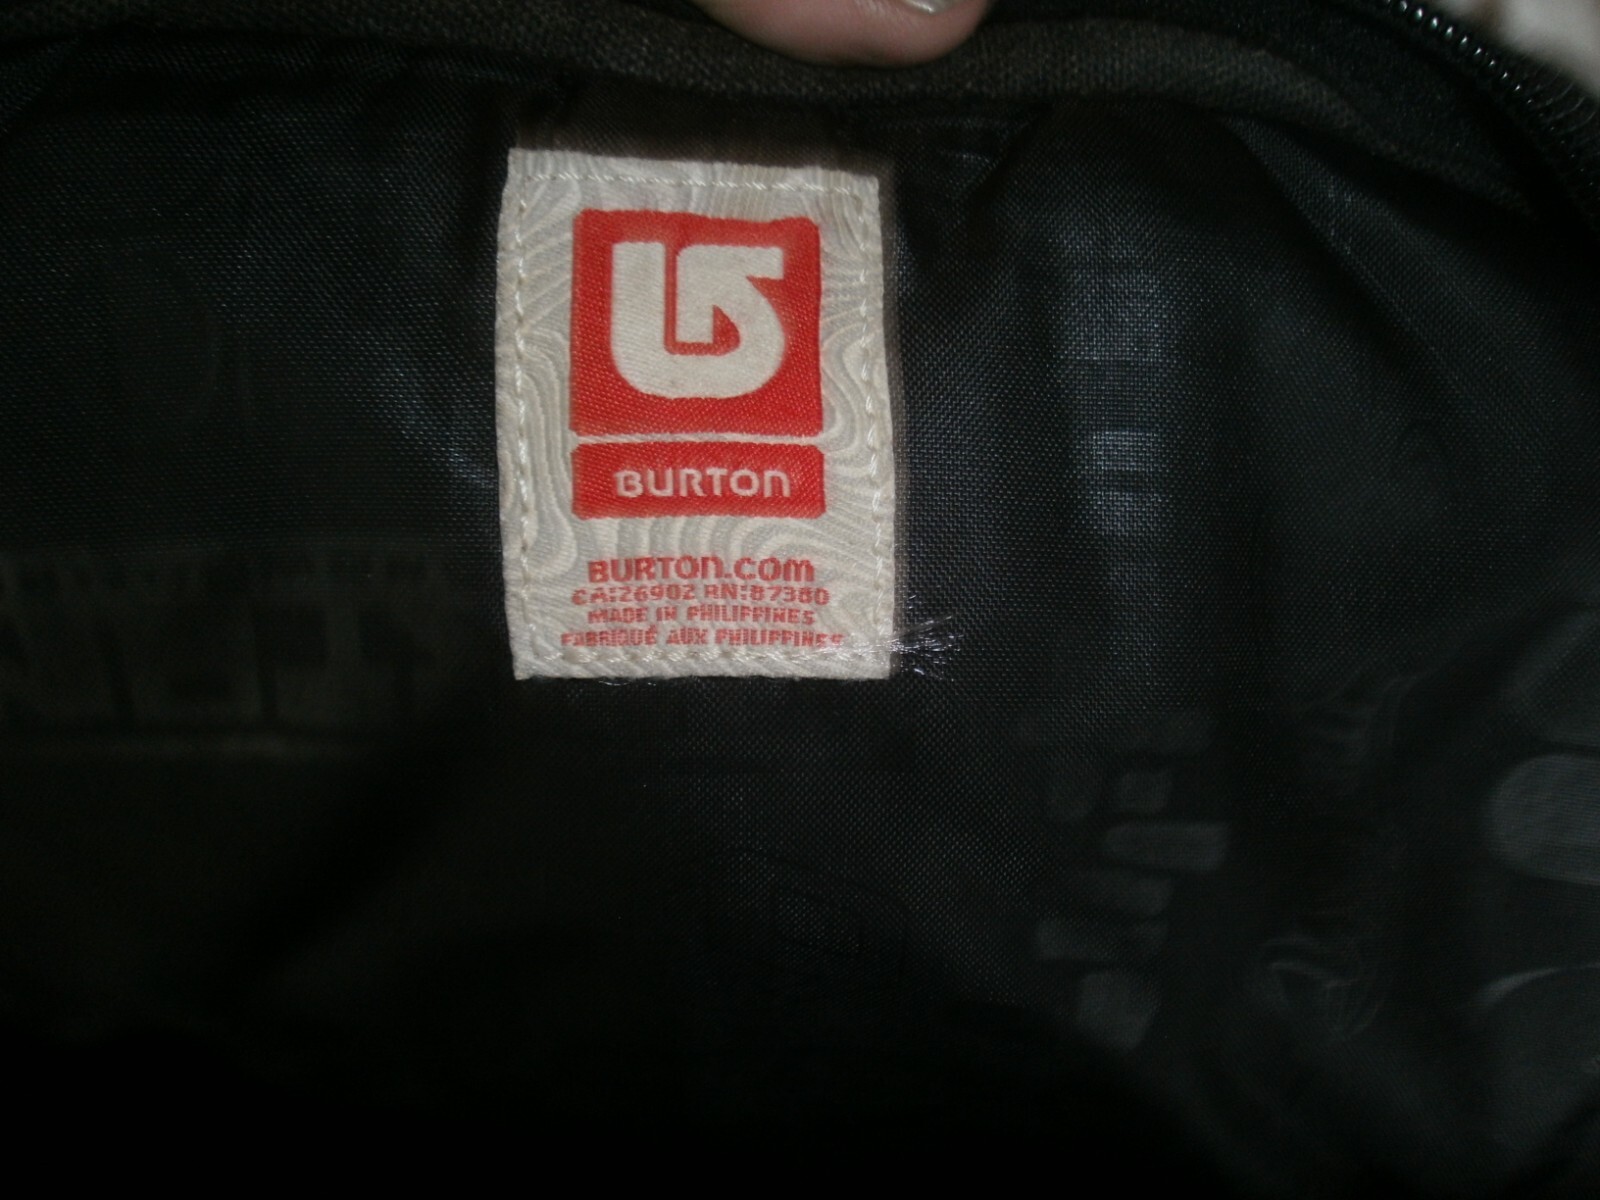 BURTON
BURTON.COM
CA:26902 RN:87380
MADE IN PHILIPPINES
FABRIQUÉ AUX PHILIPPINES